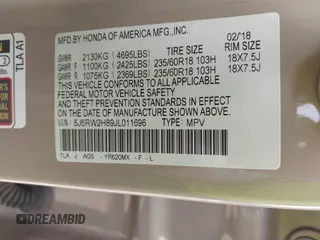 MFD. BY HONDA OF AMERICA MFG., INC. 02/18
GVWR 2130KG (4695LBS) RIM SIZE
GAWR F 1100KG (2425LBS) 235/60R18 103H 18X7.5J
GAWR R 1075KG (2369LBS) 235/60R18 103H 18X7.5J
THIS VEHICLE CONFORMS TO ALL APPLICABLE
FEDERAL MOTOR VEHICLE SAFETY AND
THEFT PREVENTION STANDARDS IN EFFECT ON THE
DATE OF MANUFACTURE SHOWN ABOVE.
V.I.N. 5J6RW2H89JL011696 TYPE: MPV
TLA J AG5 - YR620MX - F - L
TLA A1
DREAMBID